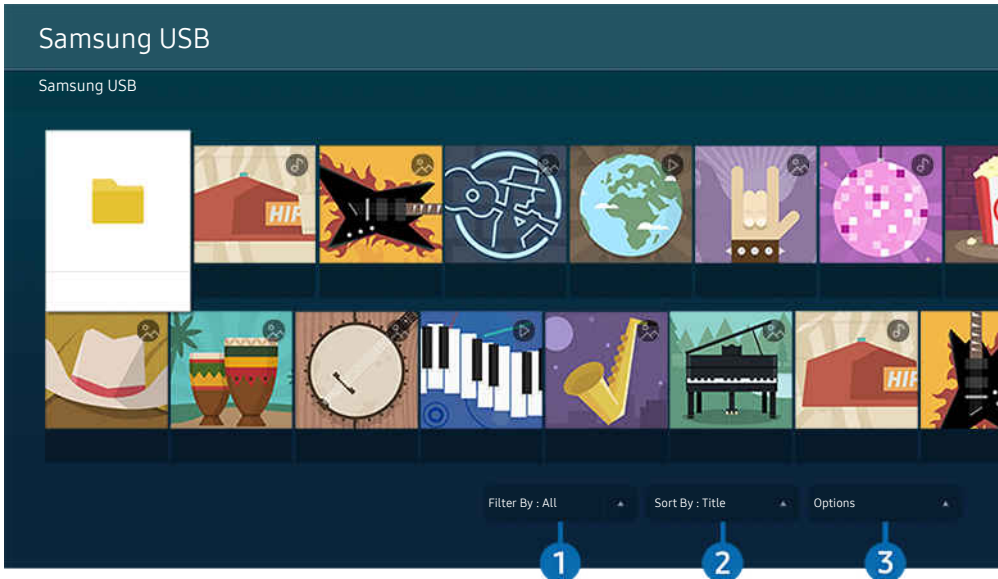 Samsung USB
Samsung USB
HIF
HIF
Filter By : All
Sort By : Title
Options
1
2
3